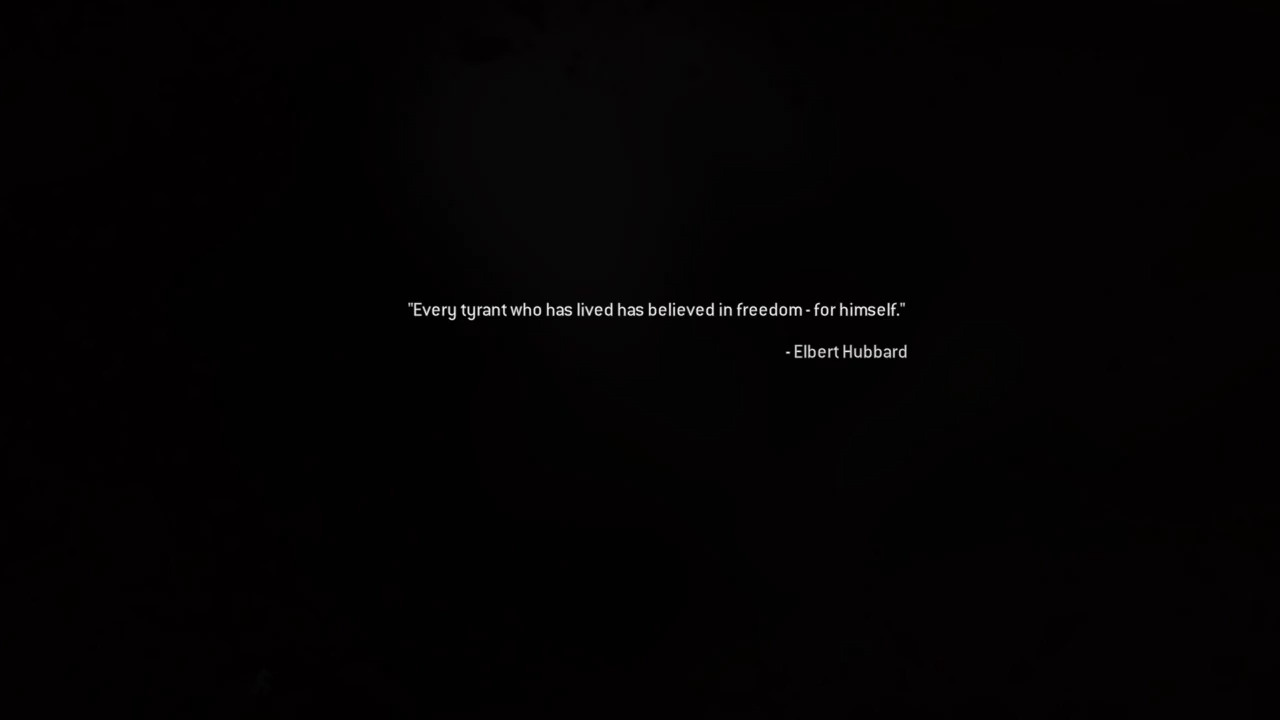 "Every tyrant who has lived has believed in freedom - for himself."
- Elbert Hubbard